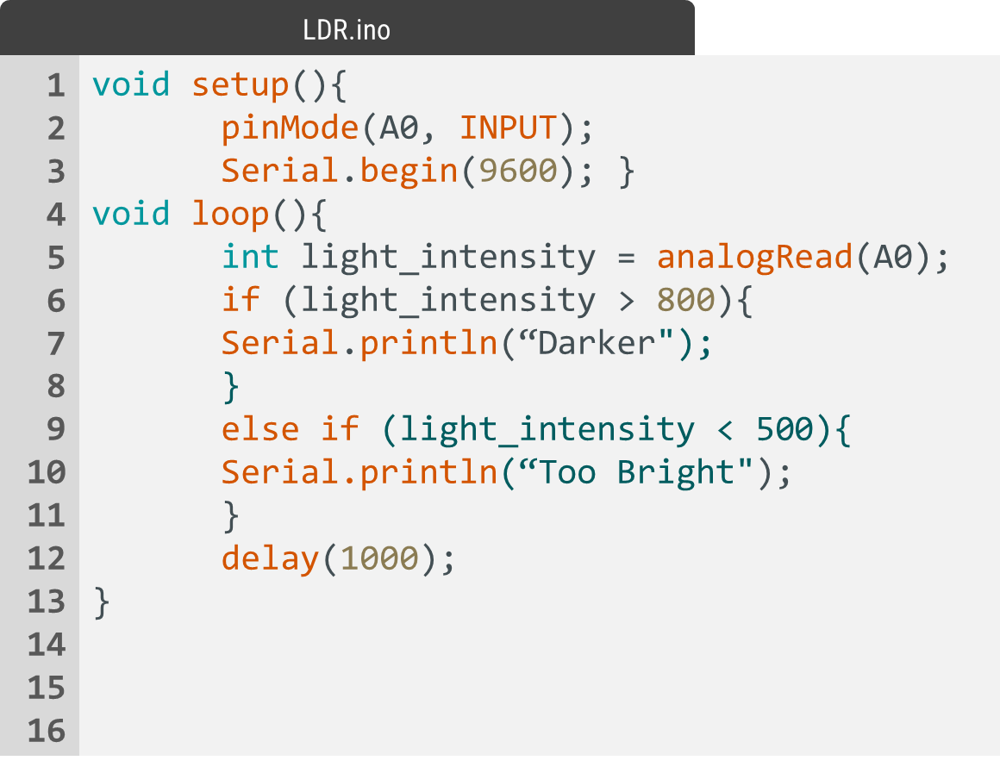 LDR.ino
1 void setup(){
2 pinMode(A0, INPUT);
3 Serial.begin(9600); }
4 void loop(){
5 int light_intensity = analogRead(A0);
6 if (light_intensity > 800){
7 Serial.println(“Darker");
8 }
9 else if (light_intensity < 500){
10 Serial.println(“Too Bright");
11 }
12 delay(1000);
13 }
14
15
16